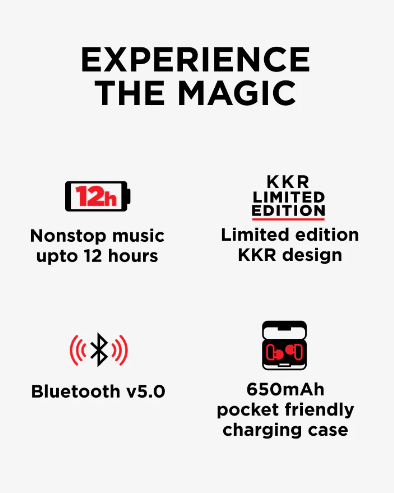 EXPERIENCE
THE MAGIC
12h
Nonstop music
upto 12 hours
KKR
LIMITED
EDITION
Limited edition
KKR design
Bluetooth v5.0
650mAh
pocket friendly
charging case